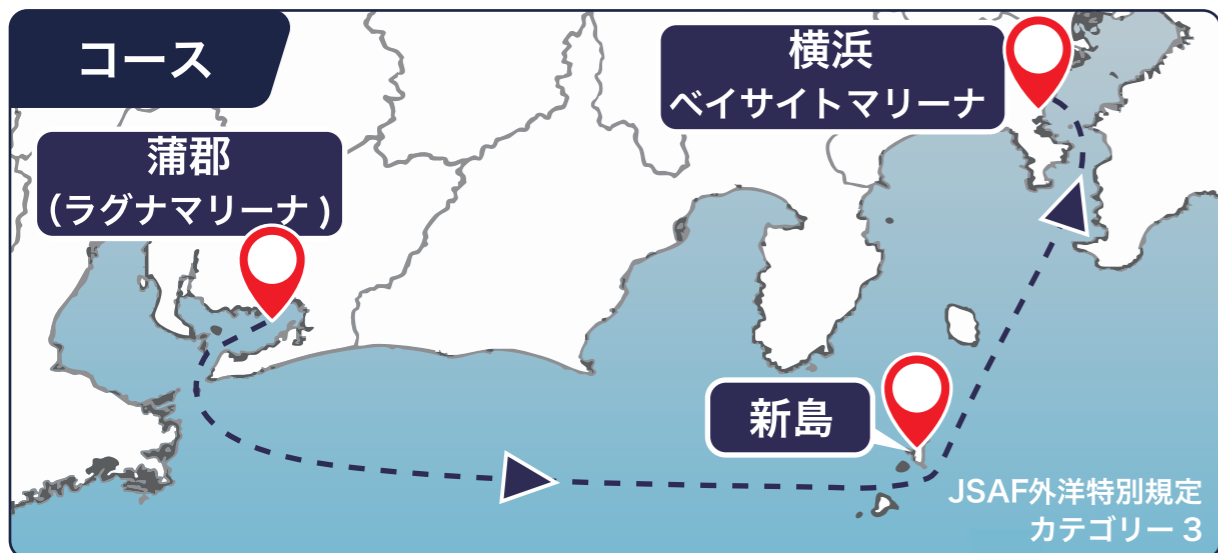 コース
横浜
ベイサイトマリーナ
蒲郡
(ラグナマリーナ)
新島
JSAF外洋特別規定
カテゴリー 3